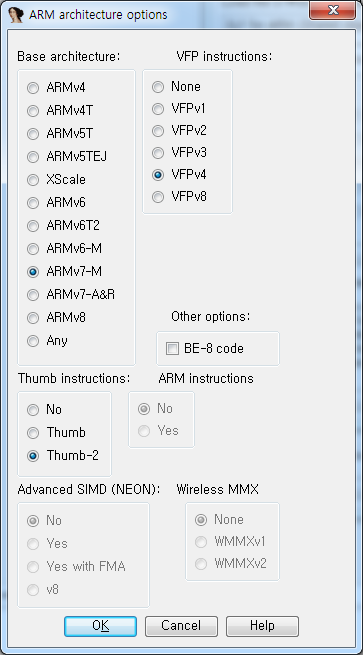 ARM architecture options
Base architecture:
ARMv4
ARMv4T
ARMv5T
ARMv5TEJ
XScale
ARMv6
ARMv6T2
ARMv6-M
ARMv7-M
ARMv7-A&R
ARMv8
Any
VFP instructions:
None
VFPv1
VFPv2
VFPv3
VFPv4
VFPv8
Other options:
BE-8 code
Thumb instructions:
No
Thumb
Thumb-2
ARM instructions
No
Yes
Advanced SIMD (NEON):
No
Yes
Yes with FMA
v8
Wireless MMX
None
WMMXv1
WMMXv2
OK
Cancel
Help